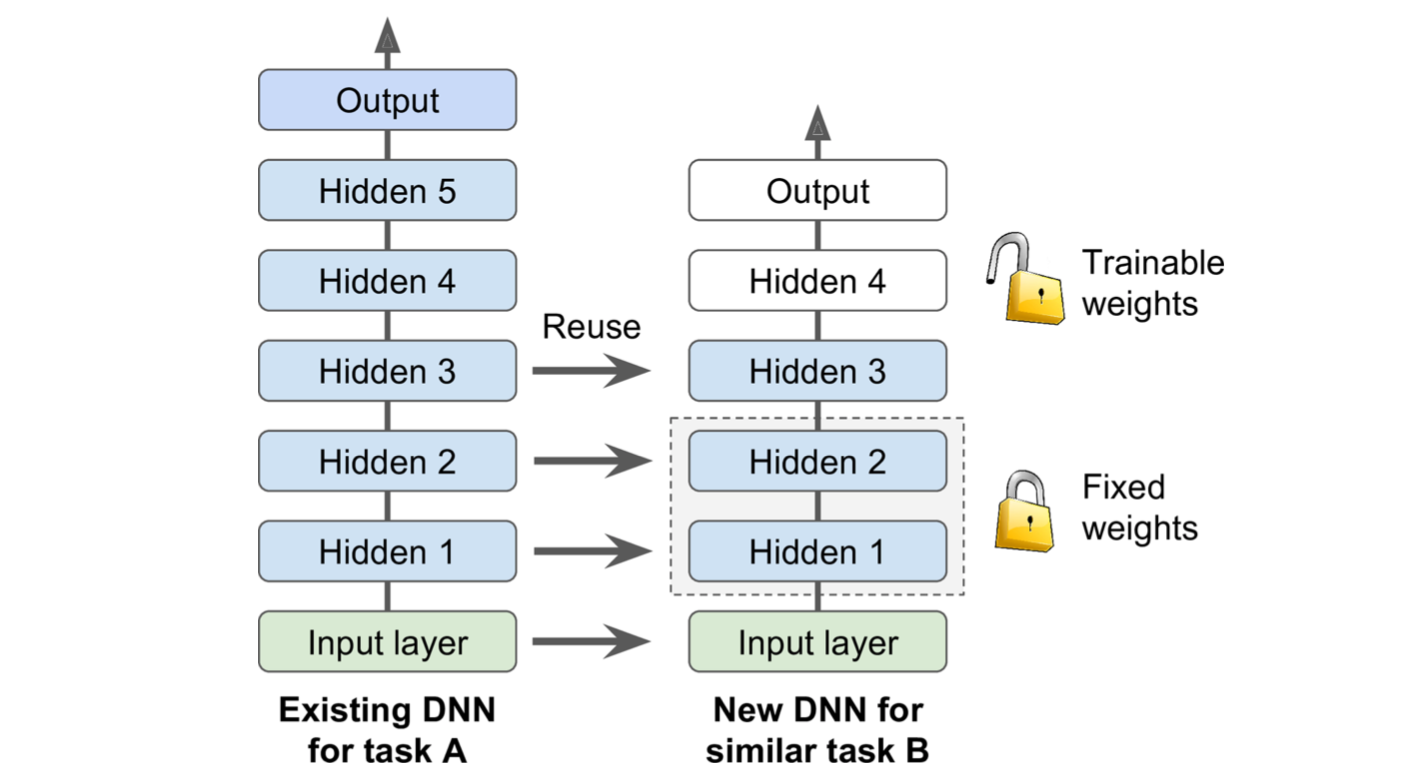 Output
Hidden 5
Hidden 4
Hidden 3
Hidden 2
Hidden 1
Input layer
Existing DNN
for task A
Reuse
Output
Hidden 4
Hidden 3
Hidden 2
Hidden 1
Input layer
New DNN for
similar task B
Trainable
weights
Fixed
weights